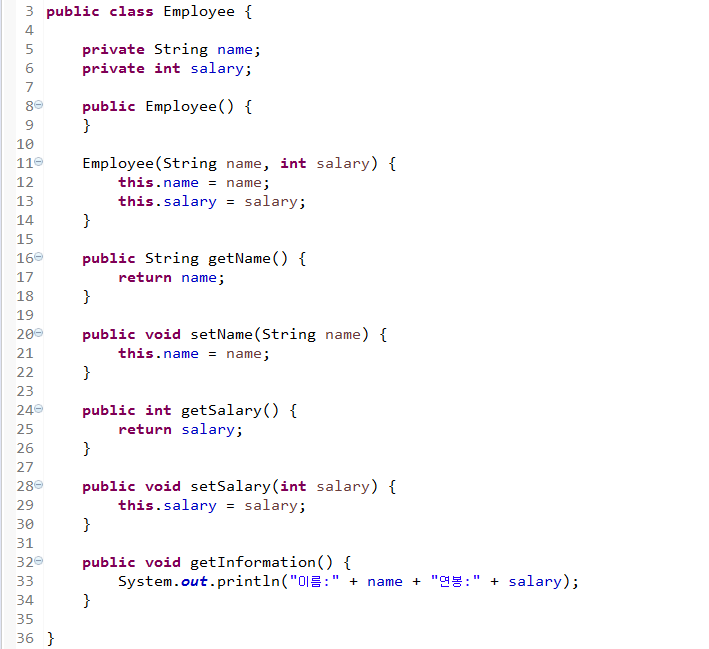 3 public class Employee {
4
5     private String name;
6     private int salary;
7
8     public Employee() {
9     }
10
11     Employee(String name, int salary) {
12         this.name = name;
13         this.salary = salary;
14     }
15
16     public String getName() {
17         return name;
18     }
19
20     public void setName(String name) {
21         this.name = name;
22     }
23
24     public int getSalary() {
25         return salary;
26     }
27
28     public void setSalary(int salary) {
29         this.salary = salary;
30     }
31
32     public void getInformation() {
33         System.out.println("이름:" + name + "연봉:" + salary);
34     }
35
36 }